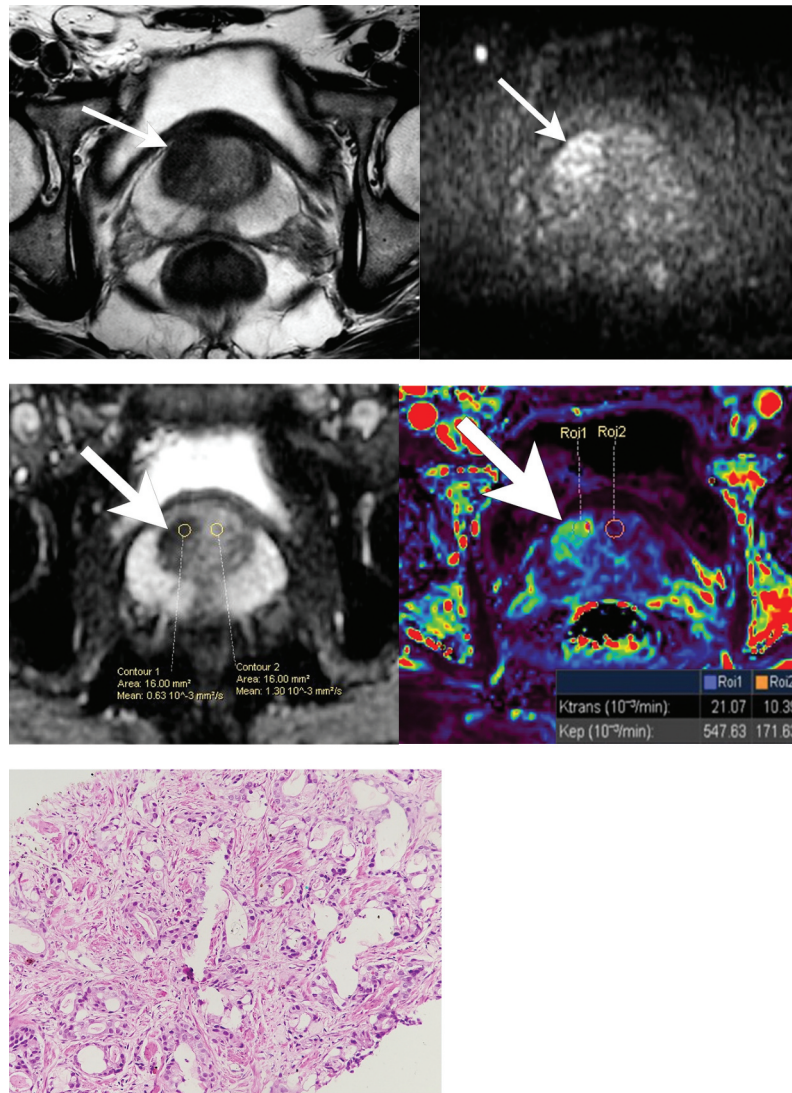 Contour 1
Area: 16.00 mm²
Mean: 0.63 10^-3 mm²/s
Contour 2
Area: 16.00 mm²
Mean: 1.30 10^-3 mm²/s
Roi1 Roi2
Roi1 Roi2
Ktrans (10⁻³/min): 21.07 10.39
Kep (10⁻³/min): 547.63 171.63